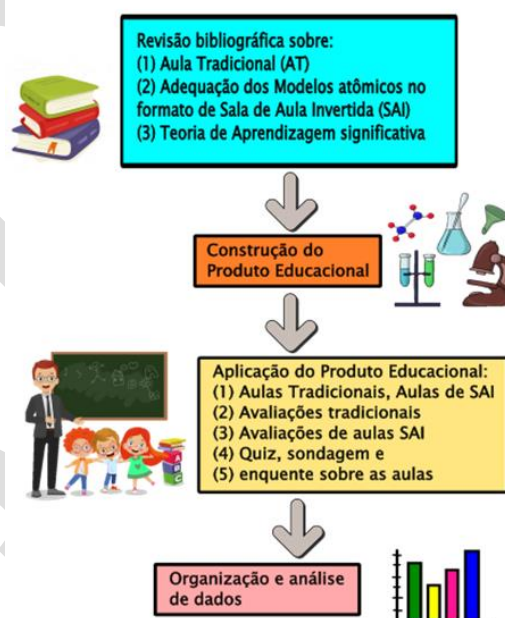 Revisão bibliográfica sobre:
(1) Aula Tradicional (AT)
(2) Adequação dos Modelos atômicos no
formato de Sala de Aula Invertida (SAI)
(3) Teoria de Aprendizagem significativa
Construção do
Produto Educacional
Aplicação do Produto Educacional:
(1) Aulas Tradicionais, Aulas de SAI
(2) Avaliações tradicionais
(3) Avaliações de aulas SAI
(4) Quiz, sondagem e
(5) enquente sobre as aulas
A
B
C
Organização e análise
de dados